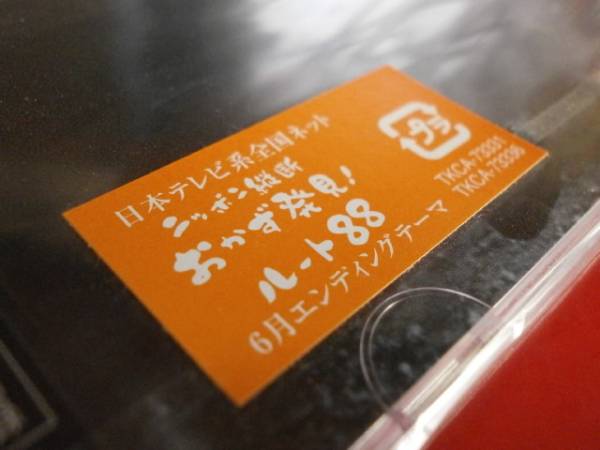 日本テレビ系全国ネット
ニッポン縦断
おかず発見!
ルート88
6月エンディングテーマ
プラ
TKCA-73331
TKCA-73336